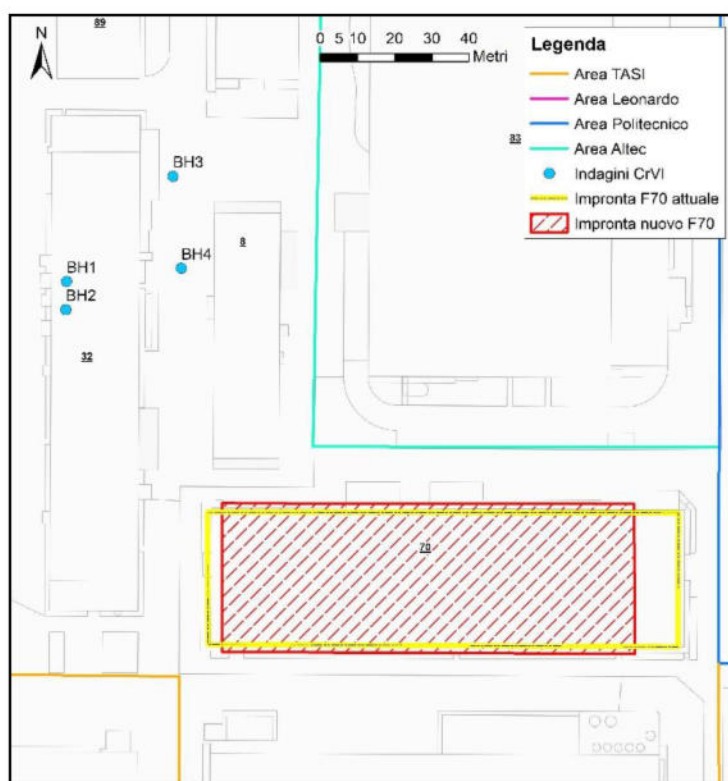 89
N
0 5 10 20 30 40
Metri
Legenda
Area TASI
Area Leonardo
Area Politecnico
Area Altec
Indagini CrVI
Impronta F70 attuale
Impronta nuovo F70
83
BH3
8
BH4
BH1
BH2
32
70